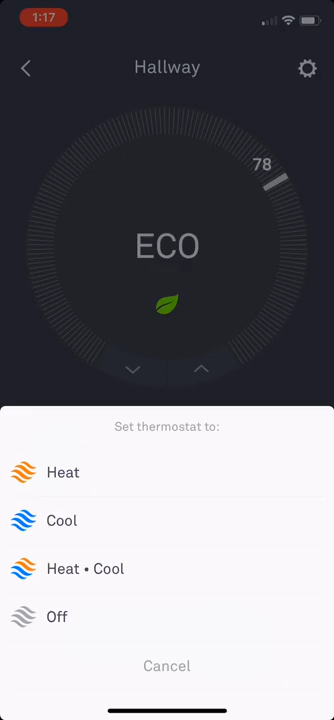 1:17
Hallway
78
ECO
Set thermostat to:
Heat
Cool
Heat • Cool
Off
Cancel